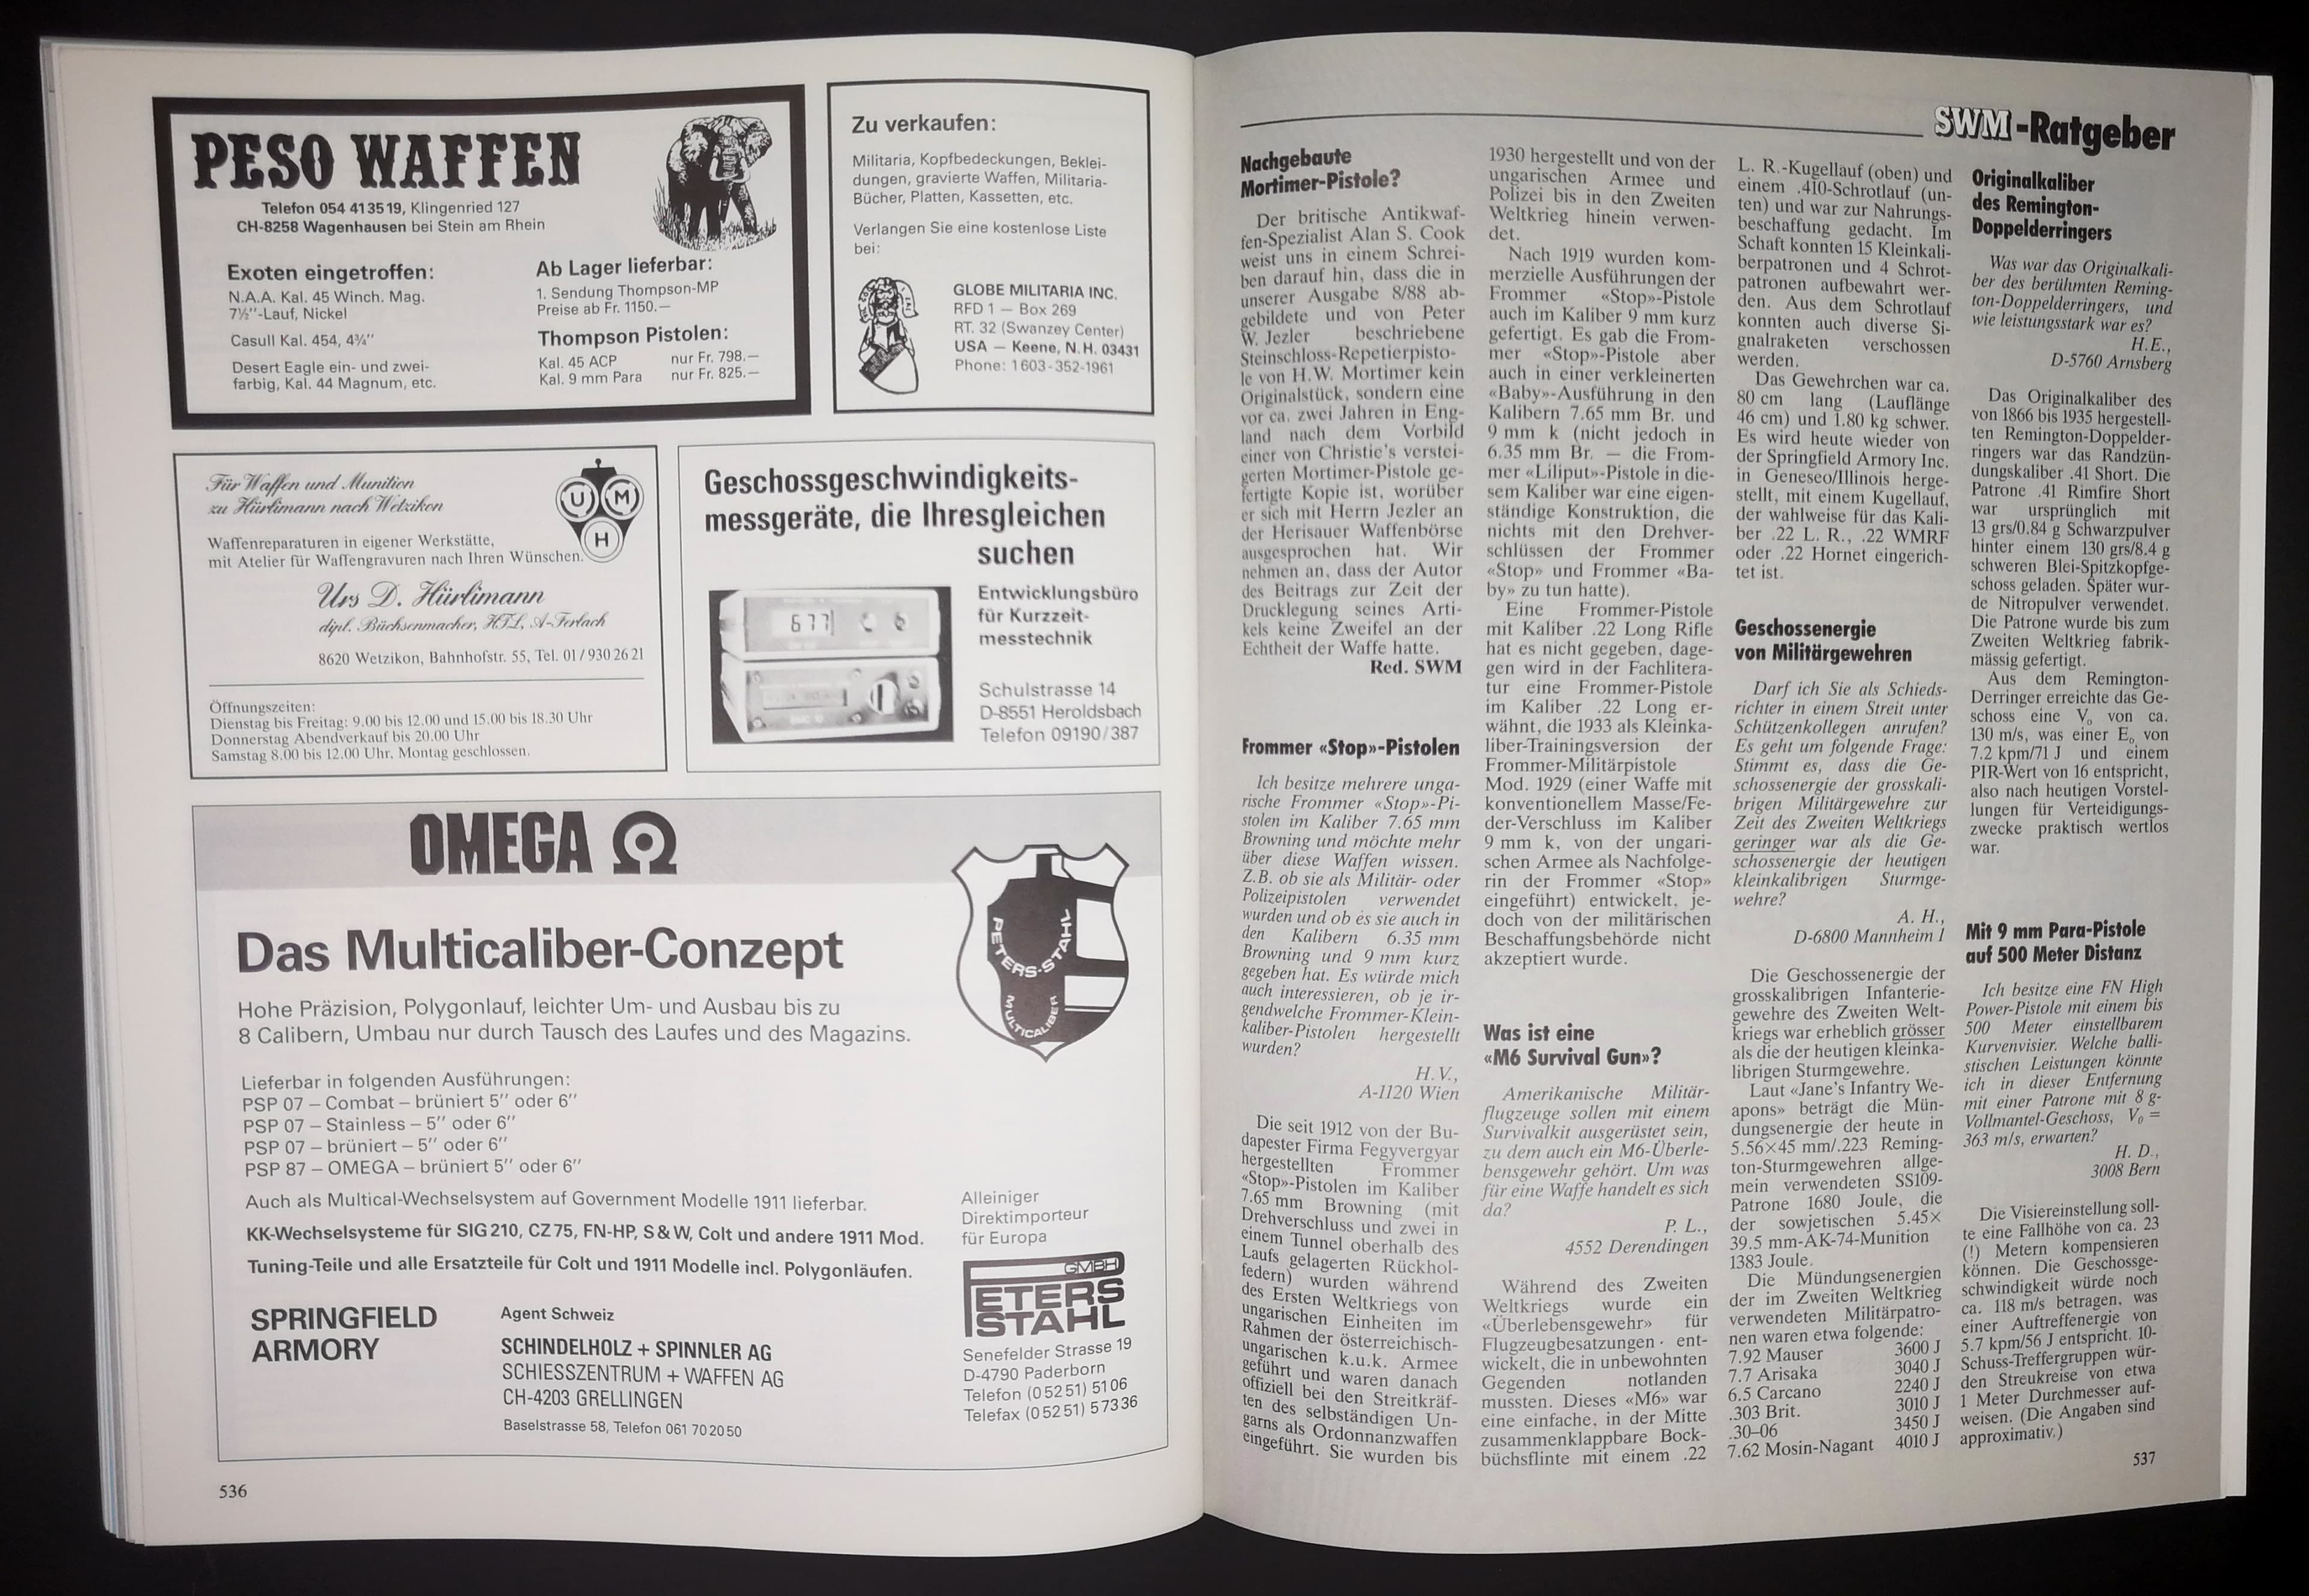 PESO WAFFEN
Telefon 054 413519, Klingenried 127
CH-8258 Wagenhausen bei Stein am Rhein
Exoten eingetroffen:
N.A.A. Kal. 45 Winch. Mag.
7½"-Lauf, Nickel
Casull Kal. 454, 4¾"
Desert Eagle ein- und zwei-
farbig, Kal. 44 Magnum, etc.
Ab Lager lieferbar:
1. Sendung Thompson-MP
Preise ab Fr. 1150.—
Thompson Pistolen:
Kal. 45 ACP nur Fr. 798.—
Kal. 9 mm Para nur Fr. 825.—
Zu verkaufen:
Militaria, Kopfbedeckungen, Beklei-
dungen, gravierte Waffen, Militaria-
Bücher, Platten, Kassetten, etc.
Verlangen Sie eine kostenlose Liste
bei:
GLOBE MILITARIA INC.
RFD 1 — Box 269
RT. 32 (Swanzey Center)
USA — Keene, N.H. 03431
Phone: 1603-352-1961
Für Waffen und Munition
zu Hürlimann nach Wetzikon
U M
H
Waffenreparaturen in eigener Werkstätte,
mit Atelier für Waffengravuren nach Ihren Wünschen.
Urs D. Hürlimann
dipl. Büchsenmacher, HTL, A-Ferlach
8620 Wetzikon, Bahnhofstr. 55, Tel. 01/930 26 21
Öffnungszeiten:
Dienstag bis Freitag: 9.00 bis 12.00 und 15.00 bis 18.30 Uhr
Donnerstag Abendverkauf bis 20.00 Uhr
Samstag 8.00 bis 12.00 Uhr, Montag geschlossen.
Geschossgeschwindigkeits-
messgeräte, die Ihresgleichen
suchen
677
Entwicklungsbüro
für Kurzzeit-
messtechnik
Schulstrasse 14
D-8551 Heroldsbach
Telefon 09190/387
OMEGA Ω
Das Multicaliber-Conzept
PETERS-STAHL
MULTICALIBER
Hohe Präzision, Polygonlauf, leichter Um- und Ausbau bis zu
8 Calibern, Umbau nur durch Tausch des Laufes und des Magazins.
Lieferbar in folgenden Ausführungen:
PSP 07 – Combat – brüniert 5" oder 6"
PSP 07 – Stainless – 5" oder 6"
PSP 07 – brüniert – 5" oder 6"
PSP 87 – OMEGA – brüniert 5" oder 6"
Auch als Multical-Wechselsystem auf Government Modelle 1911 lieferbar.
KK-Wechselsysteme für SIG 210, CZ 75, FN-HP, S & W, Colt und andere 1911 Mod.
Tuning-Teile und alle Ersatzteile für Colt und 1911 Modelle incl. Polygonläufen.
SPRINGFIELD
ARMORY
Agent Schweiz
SCHINDELHOLZ + SPINNLER AG
SCHIESSZENTRUM + WAFFEN AG
CH-4203 GRELLINGEN
Baselstrasse 58, Telefon 061 70 20 50
Alleiniger
Direktimporteur
für Europa
GMBH
PETERS
STAHL
Senefelder Strasse 19
D-4790 Paderborn
Telefon (0 52 51) 51 06
Telefax (0 52 51) 5 73 36
536
SWM-Ratgeber
Nachgebaute
Mortimer-Pistole?
Der britische Antikwaf-
fen-Spezialist Alan S. Cook
weist uns in einem Schrei-
ben darauf hin, dass die in
unserer Ausgabe 8/88 ab-
gebildete und von Peter
W. Jezler beschriebene
Steinschloss-Repetierpisto-
le von H.W. Mortimer kein
Originalstück, sondern eine
vor ca. zwei Jahren in Eng-
land nach dem Vorbild
einer von Christie's verstei-
gerten Mortimer-Pistole ge-
fertigte Kopie ist, worüber
er sich mit Herrn Jezler an
der Herisauer Waffenbörse
ausgesprochen hat. Wir
nehmen an, dass der Autor
des Beitrags zur Zeit der
Drucklegung seines Arti-
kels keine Zweifel an der
Echtheit der Waffe hatte.
Red. SWM
Frommer «Stop»-Pistolen
Ich besitze mehrere unga-
rische Frommer «Stop»-Pi-
stolen im Kaliber 7.65 mm
Browning und möchte mehr
über diese Waffen wissen.
Z.B. ob sie als Militär- oder
Polizeipistolen verwendet
wurden und ob es sie auch in
den Kalibern 6.35 mm
Browning und 9 mm kurz
gegeben hat. Es würde mich
auch interessieren, ob je ir-
gendwelche Frommer-Klein-
kaliber-Pistolen hergestellt
wurden?
H.V.,
A-1120 Wien
Die seit 1912 von der Bu-
dapester Firma Fegyvergyar
hergestellten Frommer
«Stop»-Pistolen im Kaliber
7.65 mm Browning (mit
Drehverschluss und zwei in
einem Tunnel oberhalb des
Laufs gelagerten Rückhol-
federn) wurden während
des Ersten Weltkriegs von
ungarischen Einheiten im
Rahmen der österreichisch-
ungarischen k.u.k. Armee
geführt und waren danach
offiziell bei den Streitkräf-
ten des selbständigen Un-
garns als Ordonnanzwaffen
eingeführt. Sie wurden bis
1930 hergestellt und von der
ungarischen Armee und
Polizei bis in den Zweiten
Weltkrieg hinein verwen-
det.
Nach 1919 wurden kom-
merzielle Ausführungen der
Frommer «Stop»-Pistole
auch im Kaliber 9 mm kurz
gefertigt. Es gab die From-
mer «Stop»-Pistole aber
auch in einer verkleinerten
«Baby»-Ausführung in den
Kalibern 7.65 mm Br. und
9 mm k (nicht jedoch in
6.35 mm Br. — die From-
mer «Liliput»-Pistole in die-
sem Kaliber war eine eigen-
ständige Konstruktion, die
nichts mit den Drehver-
schlüssen der Frommer
«Stop» und Frommer «Ba-
by» zu tun hatte).
Eine Frommer-Pistole
mit Kaliber .22 Long Rifle
hat es nicht gegeben, dage-
gen wird in der Fachlitera-
tur eine Frommer-Pistole
im Kaliber .22 Long er-
wähnt, die 1933 als Kleinka-
liber-Trainingsversion der
Frommer-Militärpistole
Mod. 1929 (einer Waffe mit
konventionellem Masse/Fe-
der-Verschluss im Kaliber
9 mm k, von der ungari-
schen Armee als Nachfolge-
rin der Frommer «Stop»
eingeführt) entwickelt, je-
doch von der militärischen
Beschaffungsbehörde nicht
akzeptiert wurde.
Was ist eine
«M6 Survival Gun»?
Amerikanische Militär-
flugzeuge sollen mit einem
Survivalkit ausgerüstet sein,
zu dem auch ein M6-Überle-
bensgewehr gehört. Um was
für eine Waffe handelt es sich
da?
P. L.,
4552 Derendingen
Während des Zweiten
Weltkriegs wurde ein
«Überlebensgewehr» für
Flugzeugbesatzungen ent-
wickelt, die in unbewohnten
Gegenden notlanden
mussten. Dieses «M6» war
eine einfache, in der Mitte
zusammenklappbare Bock-
büchsflinte mit einem .22
L. R.-Kugellauf (oben) und
einem .410-Schrotlauf (un-
ten) und war zur Nahrungs-
beschaffung gedacht. Im
Schaft konnten 15 Kleinkali-
berpatronen und 4 Schrot-
patronen aufbewahrt wer-
den. Aus dem Schrotlauf
konnten auch diverse Si-
gnalraketen verschossen
werden.
Das Gewehrchen war ca.
80 cm lang (Lauflänge
46 cm) und 1.80 kg schwer.
Es wird heute wieder von
der Springfield Armory Inc.
in Geneseo/Illinois herge-
stellt, mit einem Kugellauf,
der wahlweise für das Kali-
ber .22 L. R., .22 WMRF
oder .22 Hornet eingerich-
tet ist.
Geschossenergie
von Militärgewehren
Darf ich Sie als Schieds-
richter in einem Streit unter
Schützenkollegen anrufen?
Es geht um folgende Frage:
Stimmt es, dass die Ge-
schossenergie der grosskali-
brigen Militärgewehre zur
Zeit des Zweiten Weltkriegs
geringer war als die Ge-
schossenergie der heutigen
kleinkalibrigen Sturmge-
wehre?
A. H.,
D-6800 Mannheim 1
Die Geschossenergie der
grosskalibrigen Infanterie-
gewehre des Zweiten Welt-
kriegs war erheblich grösser
als die der heutigen kleinka-
librigen Sturmgewehre.
Laut «Jane's Infantry We-
apons» beträgt die Mün-
dungsenergie der heute in
5.56×45 mm/.223 Reming-
ton-Sturmgewehren allge-
mein verwendeten SS109-
Patrone 1680 Joule, die
der sowjetischen 5.45×
39.5 mm-AK-74-Munition
1383 Joule.
Die Mündungsenergien
der im Zweiten Weltkrieg
verwendeten Militärpatro-
nen waren etwa folgende:
7.92 Mauser 3600 J
7.7 Arisaka 3040 J
6.5 Carcano 2240 J
.303 Brit. 3010 J
.30–06 3450 J
7.62 Mosin-Nagant 4010 J
Originalkaliber
des Remington-
Doppelderringers
Was war das Originalkali-
ber des berühmten Reming-
ton-Doppelderringers, und
wie leistungsstark war es?
H.E.,
D-5760 Arnsberg
Das Originalkaliber des
von 1866 bis 1935 hergestell-
ten Remington-Doppelder-
ringers war das Randzün-
dungskaliber .41 Short. Die
Patrone .41 Rimfire Short
war ursprünglich mit
13 grs/0.84 g Schwarzpulver
hinter einem 130 grs/8.4 g
schweren Blei-Spitzkopfge-
schoss geladen. Später wur-
de Nitropulver verwendet.
Die Patrone wurde bis zum
Zweiten Weltkrieg fabrik-
mässig gefertigt.
Aus dem Remington-
Derringer erreichte das Ge-
schoss eine V₀ von ca.
130 m/s, was einer E₀ von
7.2 kpm/71 J und einem
PIR-Wert von 16 entspricht,
also nach heutigen Vorstel-
lungen für Verteidigungs-
zwecke praktisch wertlos
war.
Mit 9 mm Para-Pistole
auf 500 Meter Distanz
Ich besitze eine FN High
Power-Pistole mit einem bis
500 Meter einstellbarem
Kurvenvisier. Welche balli-
stischen Leistungen könnte
ich in dieser Entfernung
mit einer Patrone mit 8 g-
Vollmantel-Geschoss, V₀ =
363 m/s, erwarten?
H. D.,
3008 Bern
Die Visiereinstellung soll-
te eine Fallhöhe von ca. 23
(!) Metern kompensieren
können. Die Geschossge-
schwindigkeit würde noch
ca. 118 m/s betragen, was
einer Auftreffenergie von
5.7 kpm/56 J entspricht. 10-
Schuss-Treffergruppen wür-
den Streukreise von etwa
1 Meter Durchmesser auf-
weisen. (Die Angaben sind
approximativ.)
537